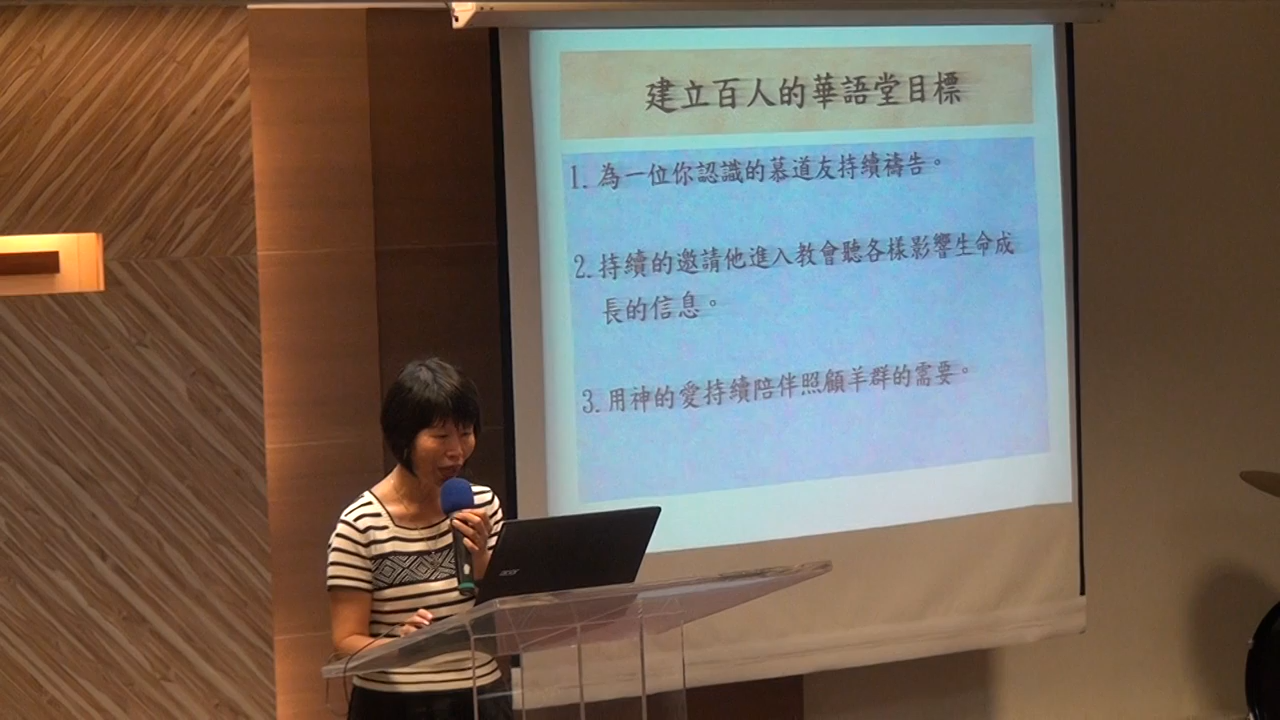 建立百人的華語堂目標
1. 為一位你認識的慕道友持續禱告。
2. 持續的邀請他進入教會聽各樣影響生命成
長的信息。
3. 用神的愛持續陪伴照顧羊群的需要。
acer